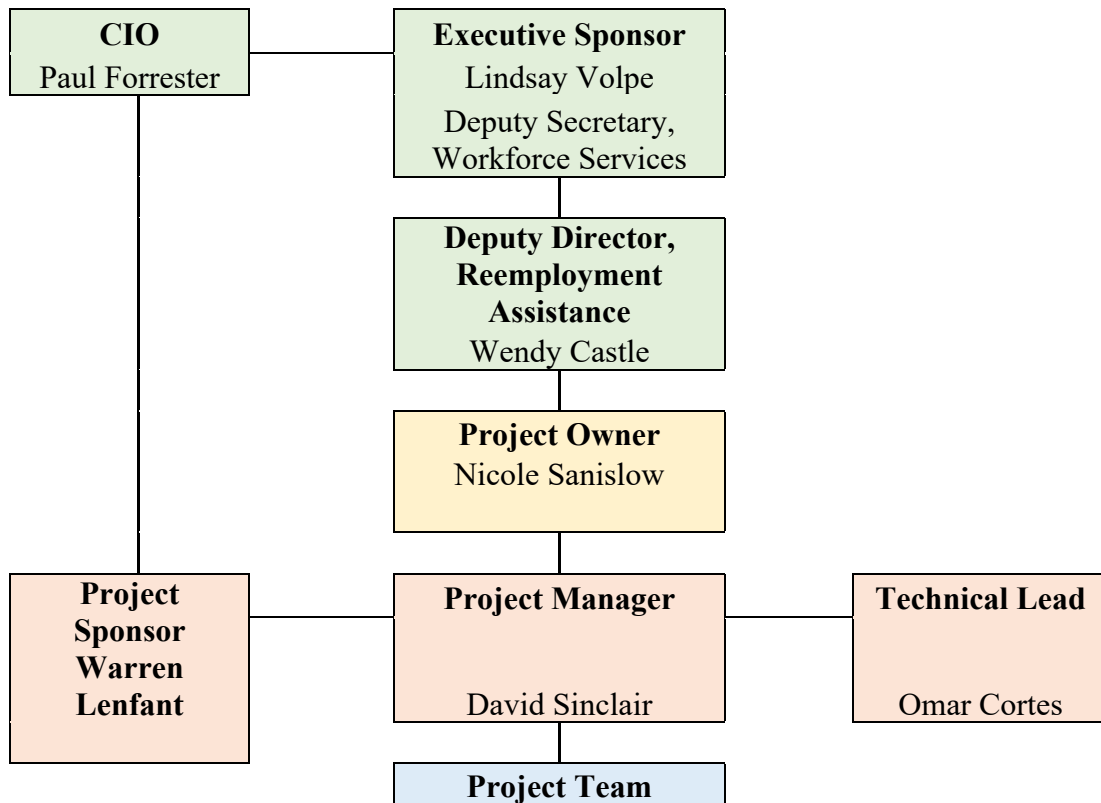 CIO
Paul Forrester
Executive Sponsor
Lindsay Volpe
Deputy Secretary,
Workforce Services
Deputy Director,
Reemployment
Assistance
Wendy Castle
Project Owner
Nicole Sanislow
Project
Sponsor
Warren
Lenfant
Project Manager
David Sinclair
Technical Lead
Omar Cortes
Project Team